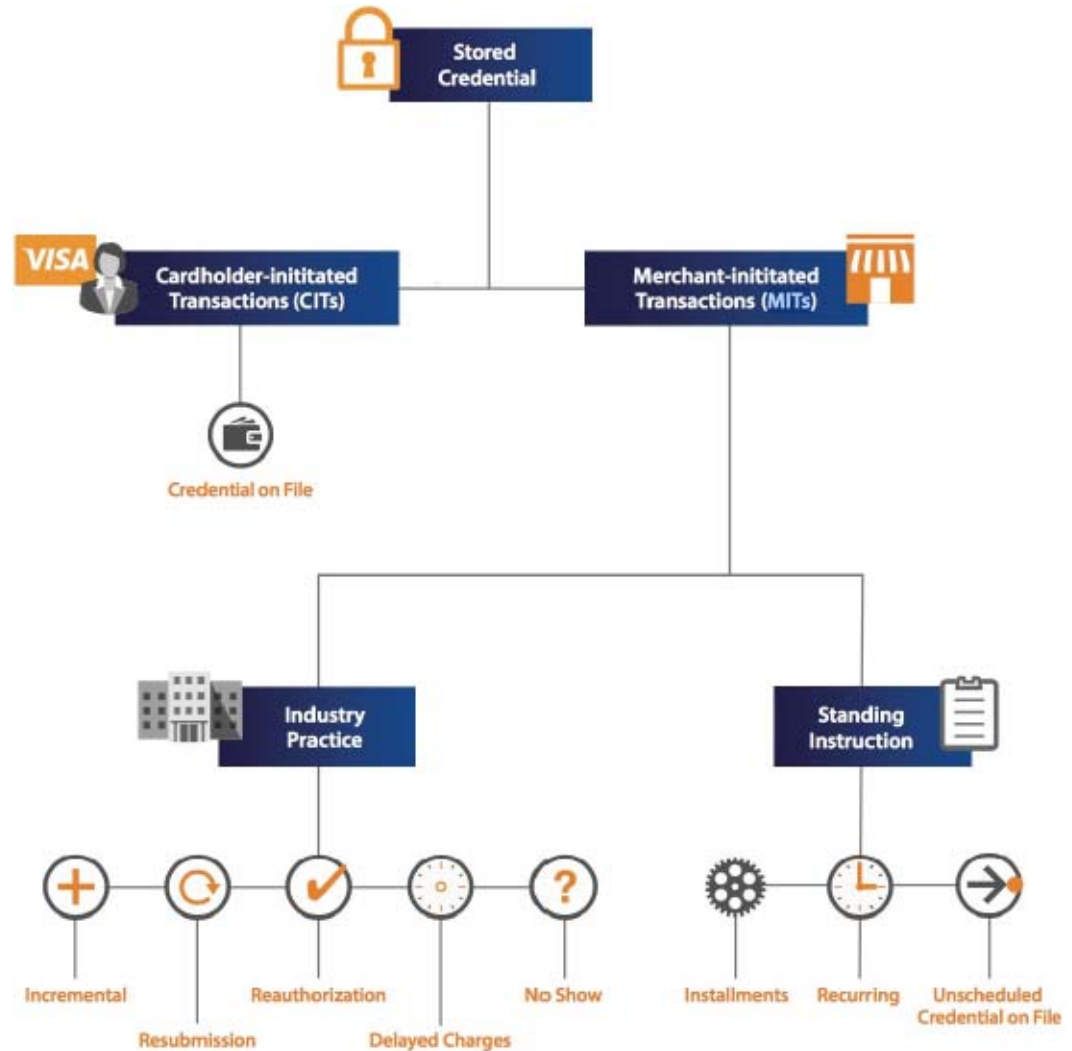 Stored
Credential
VISA
Cardholder-inititated
Transactions (CITs)
Merchant-inititated
Transactions (MITs)
Credential on File
Industry
Practice
Standing
Instruction
Incremental
Resubmission
Reauthorization
Delayed Charges
No Show
Installments
Recurring
Unscheduled
Credential on File